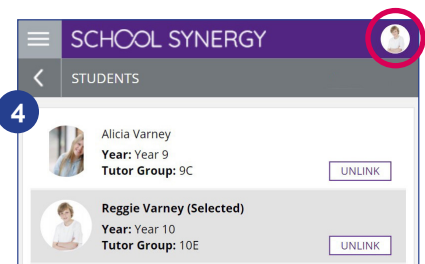 SCHOOL SYNERGY
STUDENTS
4
Alicia Varney
Year: Year 9
Tutor Group: 9C
UNLINK
Reggie Varney (Selected)
Year: Year 10
Tutor Group: 10E
UNLINK